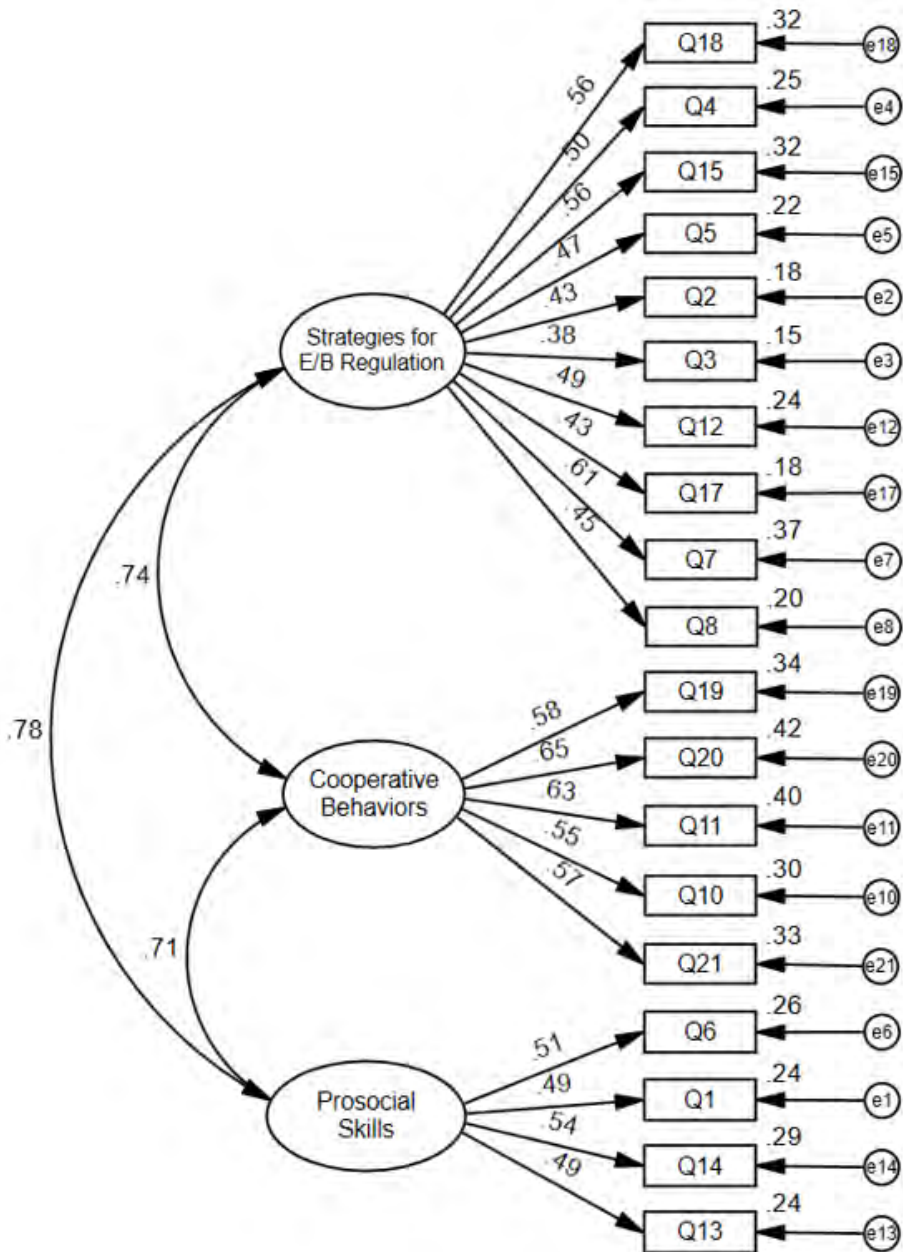 .32
Q18
e18
.56
.25
Q4
e4
.50
.32
Q15
e15
.56
.22
Q5
e5
.47
.18
Q2
e2
.43
.15
Q3
e3
.38
Strategies for
E/B Regulation
.24
Q12
e12
.49
.18
Q17
e17
.43
.37
Q7
e7
.61
.20
Q8
e8
.45
.74
.78
.34
Q19
e19
.58
.42
Q20
e20
.65
Cooperative
Behaviors
.40
Q11
e11
.63
.30
Q10
e10
.55
.33
Q21
e21
.57
.71
.26
Q6
e6
.51
.24
Q1
e1
.49
Prosocial
Skills
.29
Q14
e14
.54
.24
Q13
e13
.49